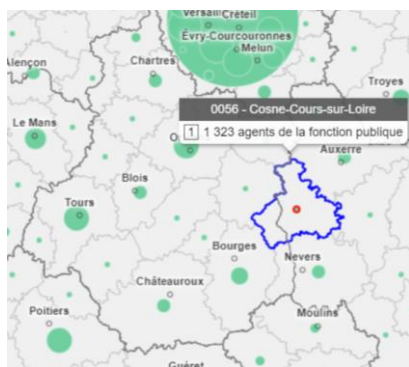 Versail
Créteil
Évry-Courcouronnes
Melun
Alençon
Chartres
Troyes
0056 - Cosne-Cours-sur-Loire
Le Mans
1 1 323 agents de la fonction publique
Auxerre
Blois
Tours
Bourges
Nevers
Châteauroux
Poitiers
Moulins
Guéret